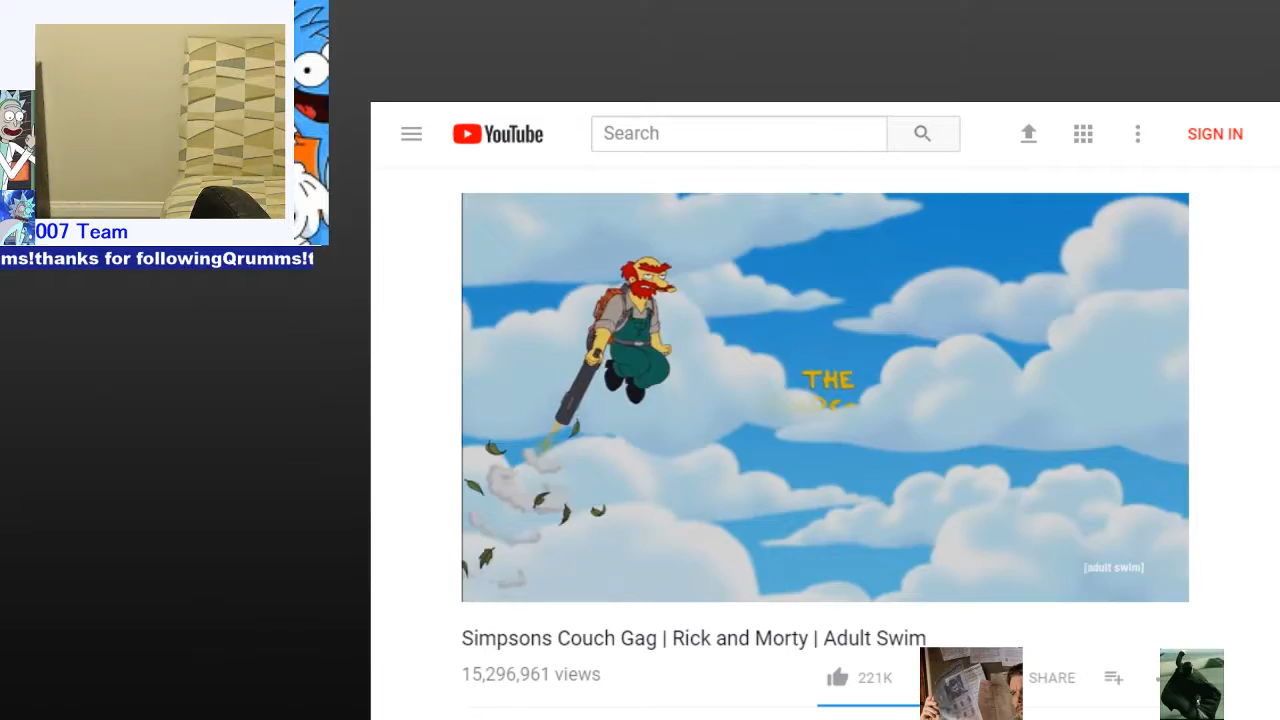 YouTube
Search
SIGN IN
THE
[adult swim]
007 Team
ms!thanks for followingQrumms!t
Simpsons Couch Gag | Rick and Morty | Adult Swim
15,296,961 views
221K
SHARE